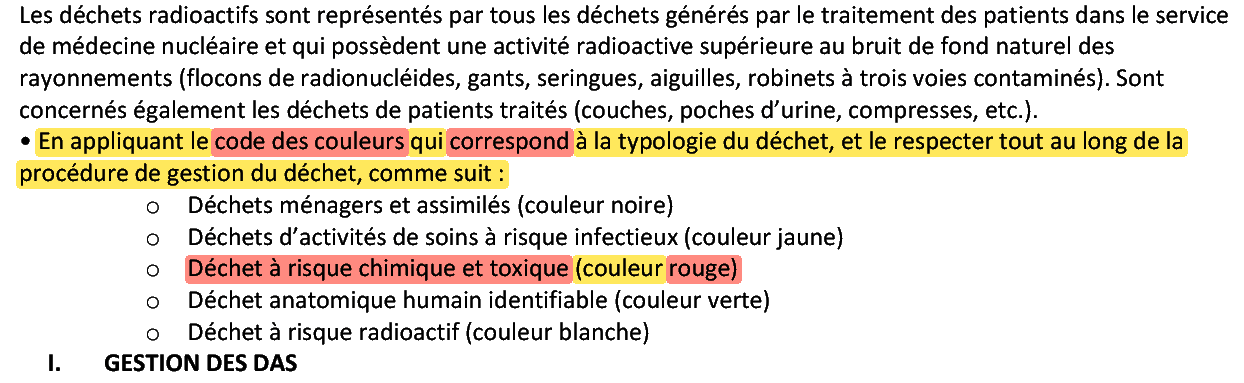 Les déchets radioactifs sont représentés par tous les déchets générés par le traitement des patients dans le service
de médecine nucléaire et qui possèdent une activité radioactive supérieure au bruit de fond naturel des
rayonnements (flocons de radionucléides, gants, seringues, aiguilles, robinets à trois voies contaminés). Sont
concernés également les déchets de patients traités (couches, poches d’urine, compresses, etc.).
• En appliquant le code des couleurs qui correspond à la typologie du déchet, et le respecter tout au long de la
procédure de gestion du déchet, comme suit :
o Déchets ménagers et assimilés (couleur noire)
o Déchets d’activités de soins à risque infectieux (couleur jaune)
o Déchet à risque chimique et toxique (couleur rouge)
o Déchet anatomique humain identifiable (couleur verte)
o Déchet à risque radioactif (couleur blanche)
I. GESTION DES DAS